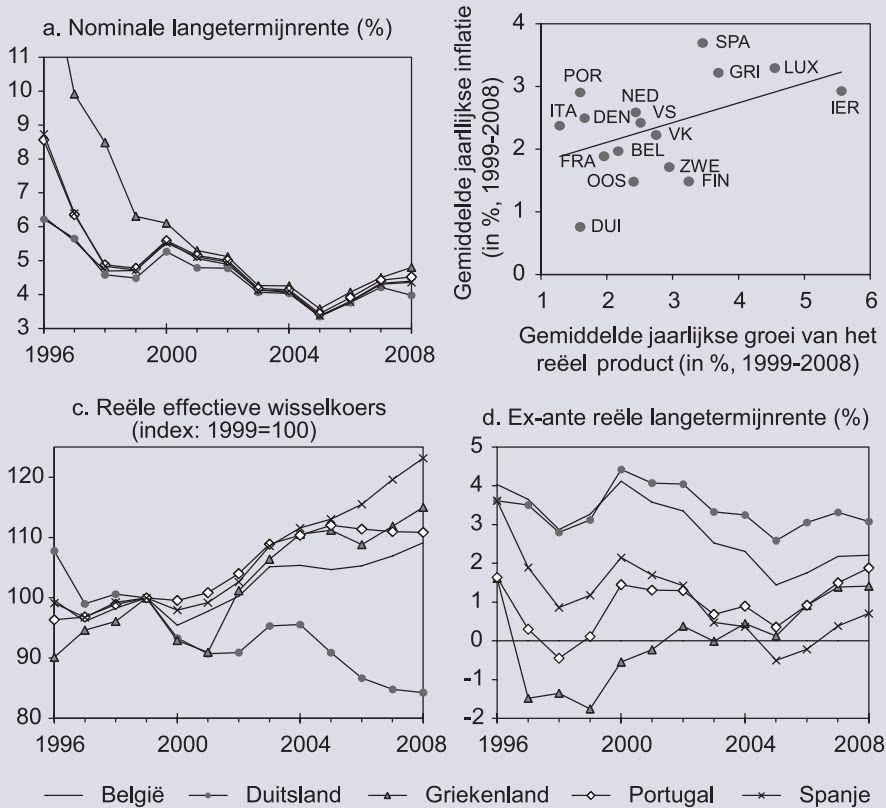 a. Nominale langetermijnrente (%)
11
10
9
8
7
6
5
4
3
1996
2000
2004
2008
Gemiddelde jaarlijkse inflatie
(in %, 1999-2008)
4
3
2
1
0
SPA
LUX
GRI
POR
IER
NED
ITA
DEN
VS
VK
FRA
BEL
ZWE
OOS
FIN
DUI
1
2
3
4
5
6
Gemiddelde jaarlijkse groei van het
reëel product (in %, 1999-2008)
c. Reële effectieve wisselkoers
(index: 1999=100)
120
110
100
90
80
1996
2000
2004
2008
d. Ex-ante reële langetermijnrente (%)
5
4
3
2
1
0
-1
-2
1996
2000
2004
2008
België
Duitsland
Griekenland
Portugal
Spanje